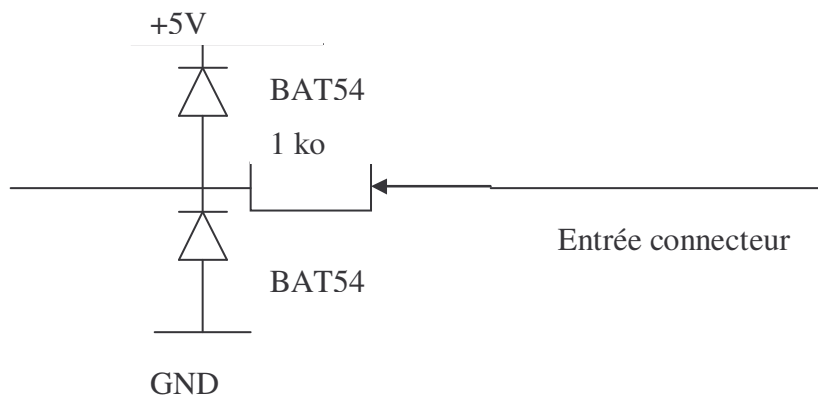 +5V
BAT54
1 ko
Entrée connecteur
BAT54
GND